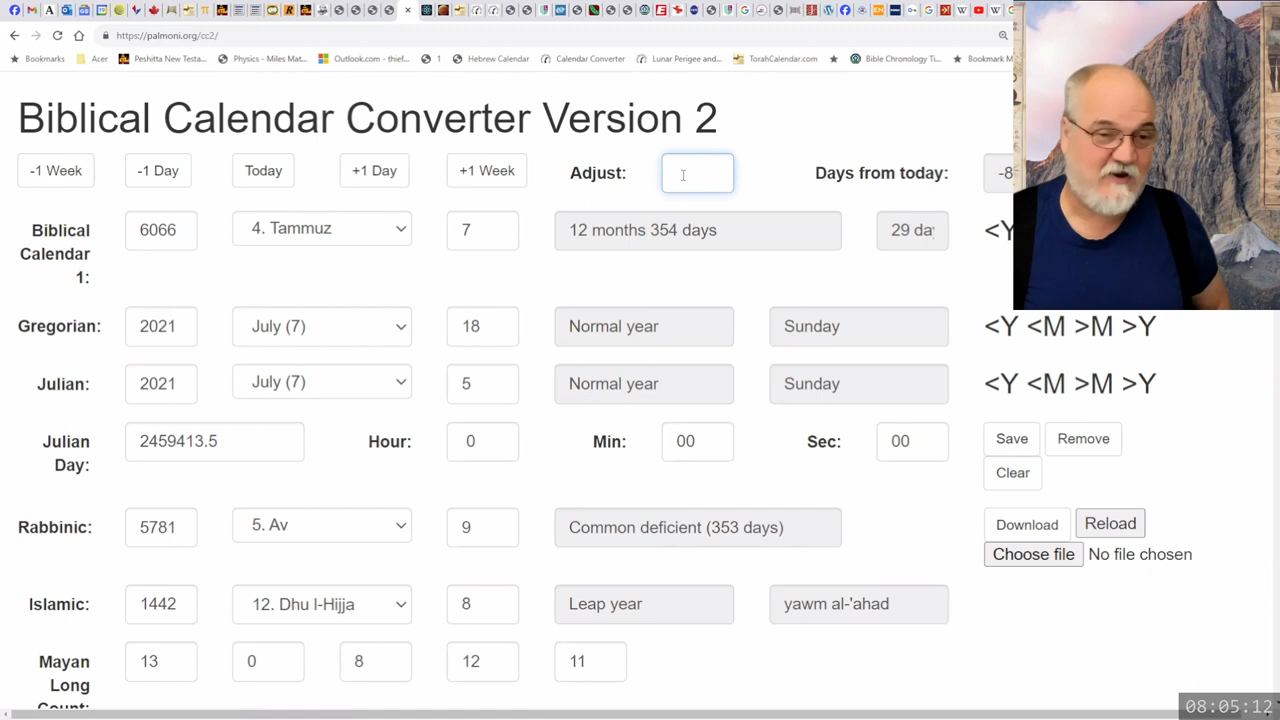 https://palmoni.org/cc2/
Bookmarks Acer Peshitta New Testa... Physics - Miles Mat... Outlook.com - thief... 1 Hebrew Calendar Calendar Converter Lunar Perigee and... TorahCalendar.com Bible Chronology Ti... Bookmark M
Biblical Calendar Converter Version 2
-1 Week -1 Day Today +1 Day +1 Week Adjust: Days from today: -8
Biblical Calendar 1: 6066 4. Tammuz 7 12 months 354 days 29 day <Y
Gregorian: 2021 July (7) 18 Normal year Sunday <Y <M >M >Y
Julian: 2021 July (7) 5 Normal year Sunday <Y <M >M >Y
Julian Day: 2459413.5 Hour: 0 Min: 00 Sec: 00 Save Remove
Clear
Rabbinic: 5781 5. Av 9 Common deficient (353 days) Download Reload
Choose file No file chosen
Islamic: 1442 12. Dhu l-Hijja 8 Leap year yawm al-'ahad
Mayan Long Count: 13 0 8 12 11
08:05:12